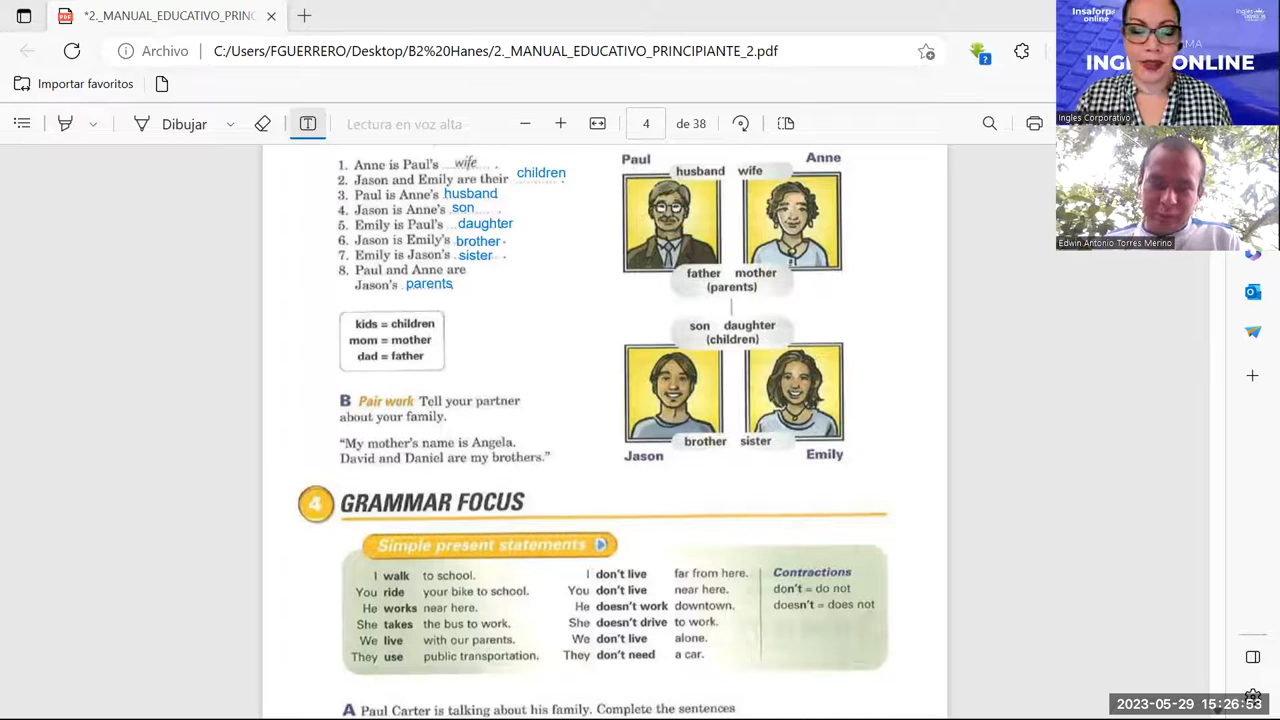 *2._MANUAL_EDUCATIVO_PRINC
Archivo
C:/Users/FGUERRERO/Desktop/B2%20Hanes/2._MANUAL_EDUCATIVO_PRINCIPIANTE_2.pdf
Importar favoritos
Dibujar
Lectura en voz alta
4
de 38
Insaforp
online
INGL ONLINE
Ingles Corporativo
Edwin Antonio Torres Merino
1. Anne is Paul's wife .
2. Jason and Emily are their children
3. Paul is Anne's husband.
4. Jason is Anne's son .
5. Emily is Paul's daughter
6. Jason is Emily's brother .
7. Emily is Jason's sister .
8. Paul and Anne are
Jason's parents.
kids = children
mom = mother
dad = father
B Pair work Tell your partner
about your family.
"My mother's name is Angela.
David and Daniel are my brothers."
Paul
Anne
husband wife
father mother
(parents)
son daughter
(children)
brother sister
Jason
Emily
4 GRAMMAR FOCUS
Simple present statements
I walk to school.
You ride your bike to school.
He works near here.
She takes the bus to work.
We live with our parents.
They use public transportation.
I don't live far from here.
You don't live near here.
He doesn't work downtown.
She doesn't drive to work.
We don't live alone.
They don't need a car.
Contractions
don't = do not
doesn't = does not
A Paul Carter is talking about his family. Complete the sentences
2023-05-29 15:26:53